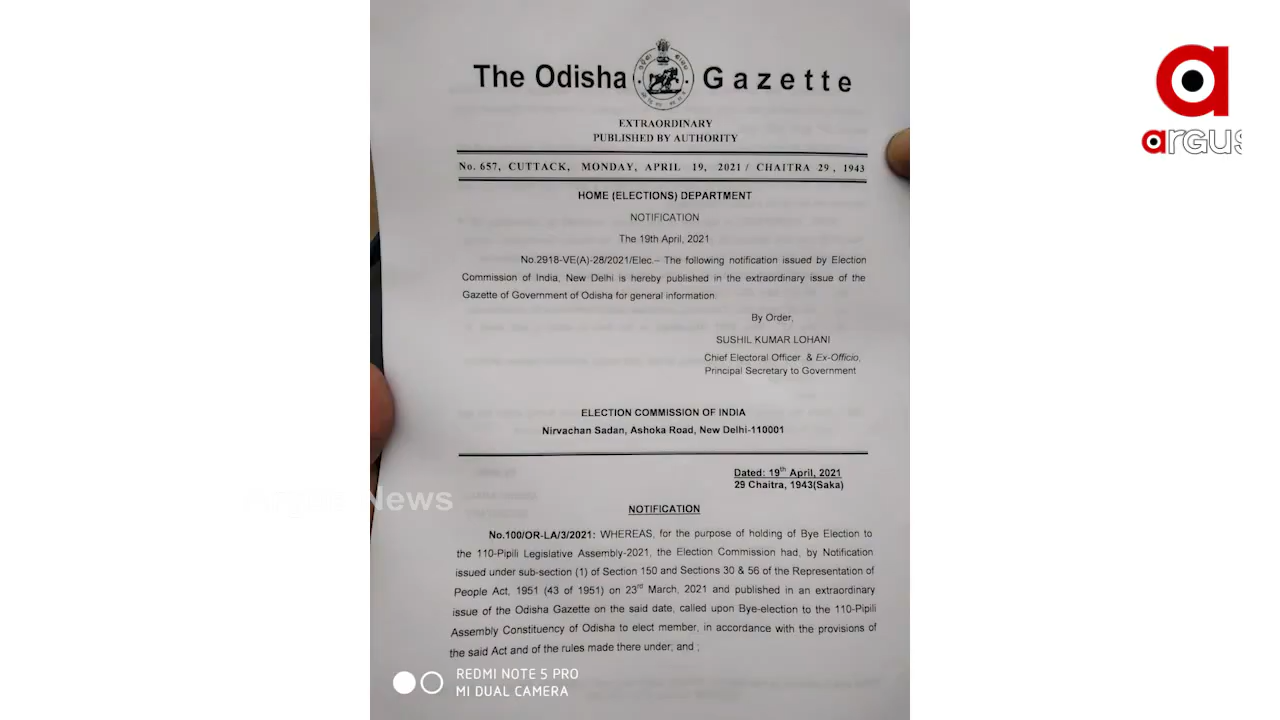 The Odisha Gazette
EXTRAORDINARY
PUBLISHED BY AUTHORITY
No. 657, CUTTACK, MONDAY, APRIL 19, 2021 / CHAITRA 29, 1943
HOME (ELECTIONS) DEPARTMENT
NOTIFICATION
The 19th April, 2021
No.2918-VE(A)-28/2021/Elec.– The following notification issued by Election
Commission of India, New Delhi is hereby published in the extraordinary issue of the
Gazette of Government of Odisha for general information.
By Order,
SUSHIL KUMAR LOHANI
Chief Electoral Officer & Ex-Officio,
Principal Secretary to Government
ELECTION COMMISSION OF INDIA
Nirvachan Sadan, Ashoka Road, New Delhi-110001
Dated: 19th April, 2021
29 Chaitra, 1943(Saka)
NOTIFICATION
No.100/OR-LA/3/2021: WHEREAS, for the purpose of holding of Bye Election to
the 110-Pipili Legislative Assembly-2021, the Election Commission had, by Notification
issued under sub-section (1) of Section 150 and Sections 30 & 56 of the Representation of
People Act, 1951 (43 of 1951) on 23rd March, 2021 and published in an extraordinary
issue of the Odisha Gazette on the said date, called upon Bye-election to the 110-Pipili
Assembly Constituency of Odisha to elect member, in accordance with the provisions of
the said Act and of the rules made there under; and ;
REDMI NOTE 5 PRO
MI DUAL CAMERA
Argus News
argus